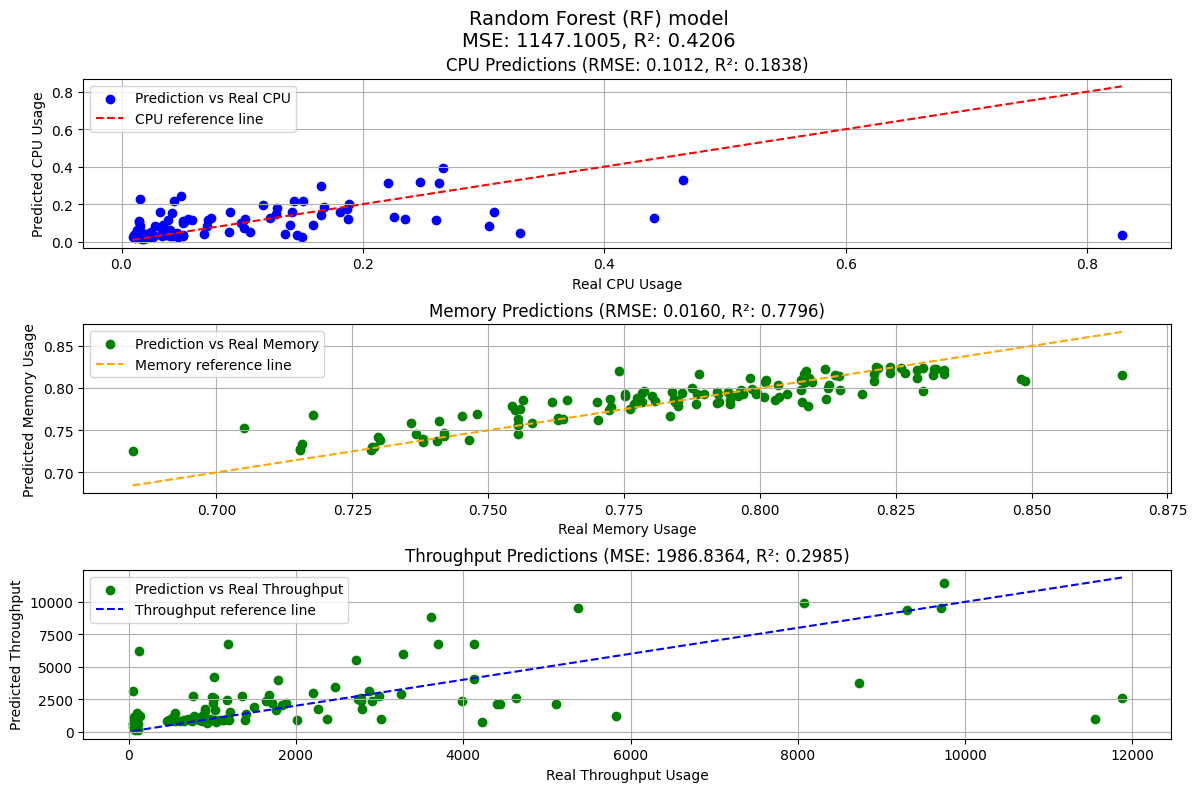 Random Forest (RF) model
MSE: 1147.1005, R²: 0.4206
CPU Predictions (RMSE: 0.1012, R²: 0.1838)
Prediction vs Real CPU
CPU reference line
Predicted CPU Usage
0.8
0.6
0.4
0.2
0.0
0.0 0.2 0.4 0.6 0.8
Real CPU Usage
Memory Predictions (RMSE: 0.0160, R²: 0.7796)
Prediction vs Real Memory
Memory reference line
Predicted Memory Usage
0.85
0.80
0.75
0.70
0.700 0.725 0.750 0.775 0.800 0.825 0.850 0.875
Real Memory Usage
Throughput Predictions (MSE: 1986.8364, R²: 0.2985)
Prediction vs Real Throughput
Throughput reference line
Predicted Throughput
10000
7500
5000
2500
0
0 2000 4000 6000 8000 10000 12000
Real Throughput Usage